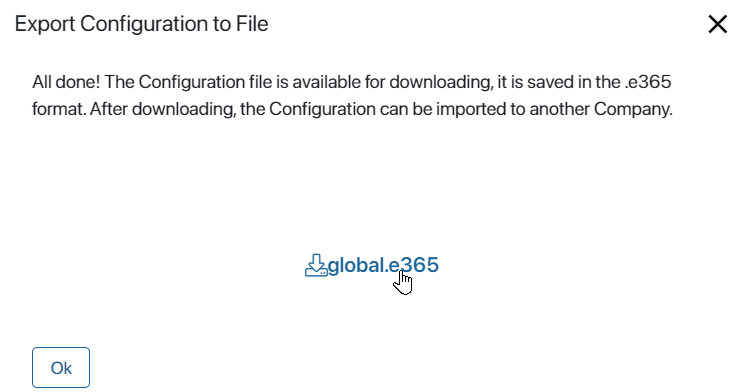 Export Configuration to File
All done! The Configuration file is available for downloading, it is saved in the .e365
format. After downloading, the Configuration can be imported to another Company.
global.e365
Ok